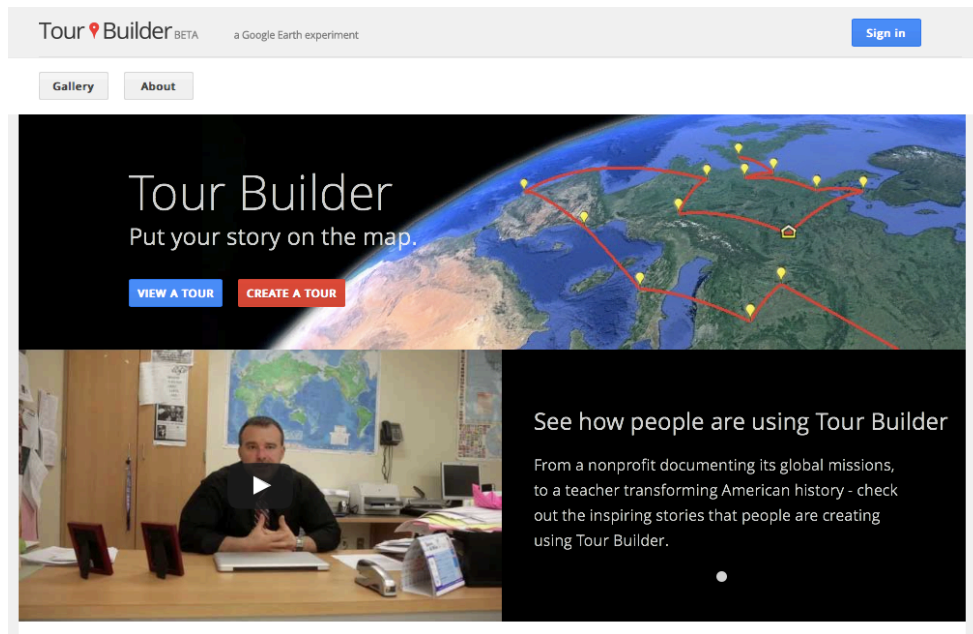 Tour Builder BETA
a Google Earth experiment
Sign in
Gallery
About
Tour Builder
Put your story on the map.
VIEW A TOUR
CREATE A TOUR
See how people are using Tour Builder
From a nonprofit documenting its global missions,
to a teacher transforming American history - check
out the inspiring stories that people are creating
using Tour Builder.